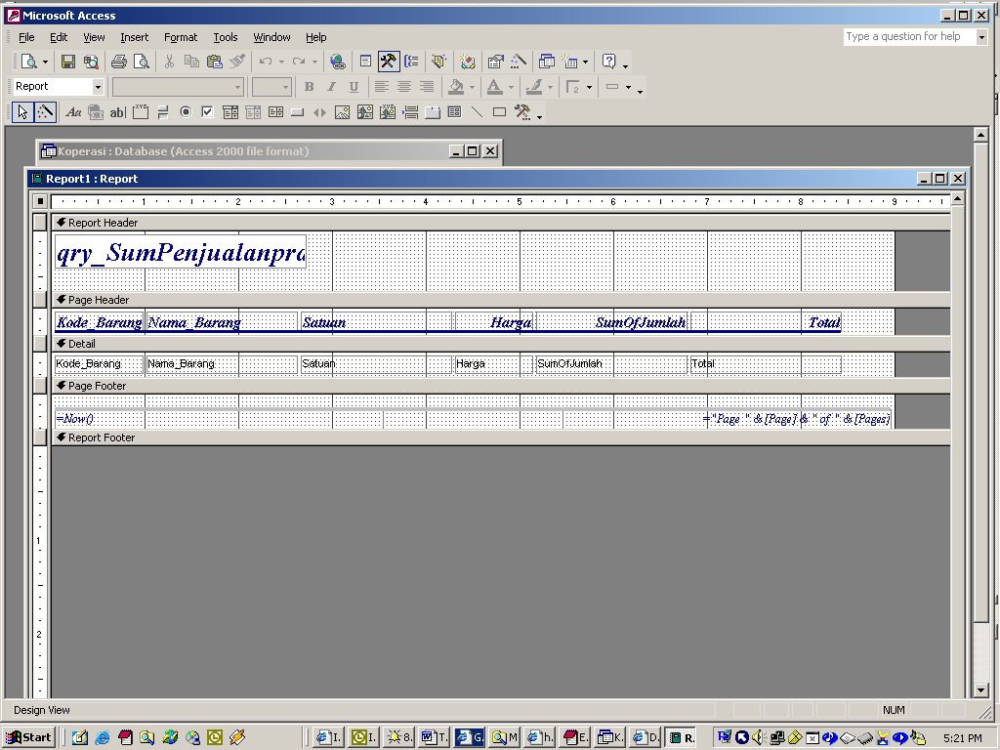 Microsoft Access
File Edit View Insert Format Tools Window Help Type a question for help
Report B I U
Aa ab|
Koperasi : Database (Access 2000 file format)
Report1 : Report
1 2 3 4 5 6 7 8 9
Report Header
qry_SumPenjualanpra
Page Header
Kode_Barang Nama_Barang Satuan Harga SumOfJumlah Total
Detail
Kode_Barang Nama_Barang Satuan Harga SumOfJumlah Total
Page Footer
=Now() ="Page " & [Page] & " of " & [Pages]
Report Footer
1
2
Design View NUM
Start I. I. 8. T. G. M h. E. K. D. R. 5:21 PM